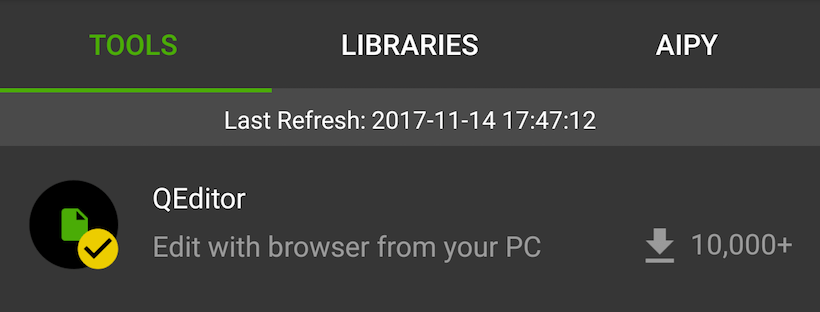 TOOLS LIBRARIES AIPY
Last Refresh: 2017-11-14 17:47:12
QEditor
Edit with browser from your PC 10,000+